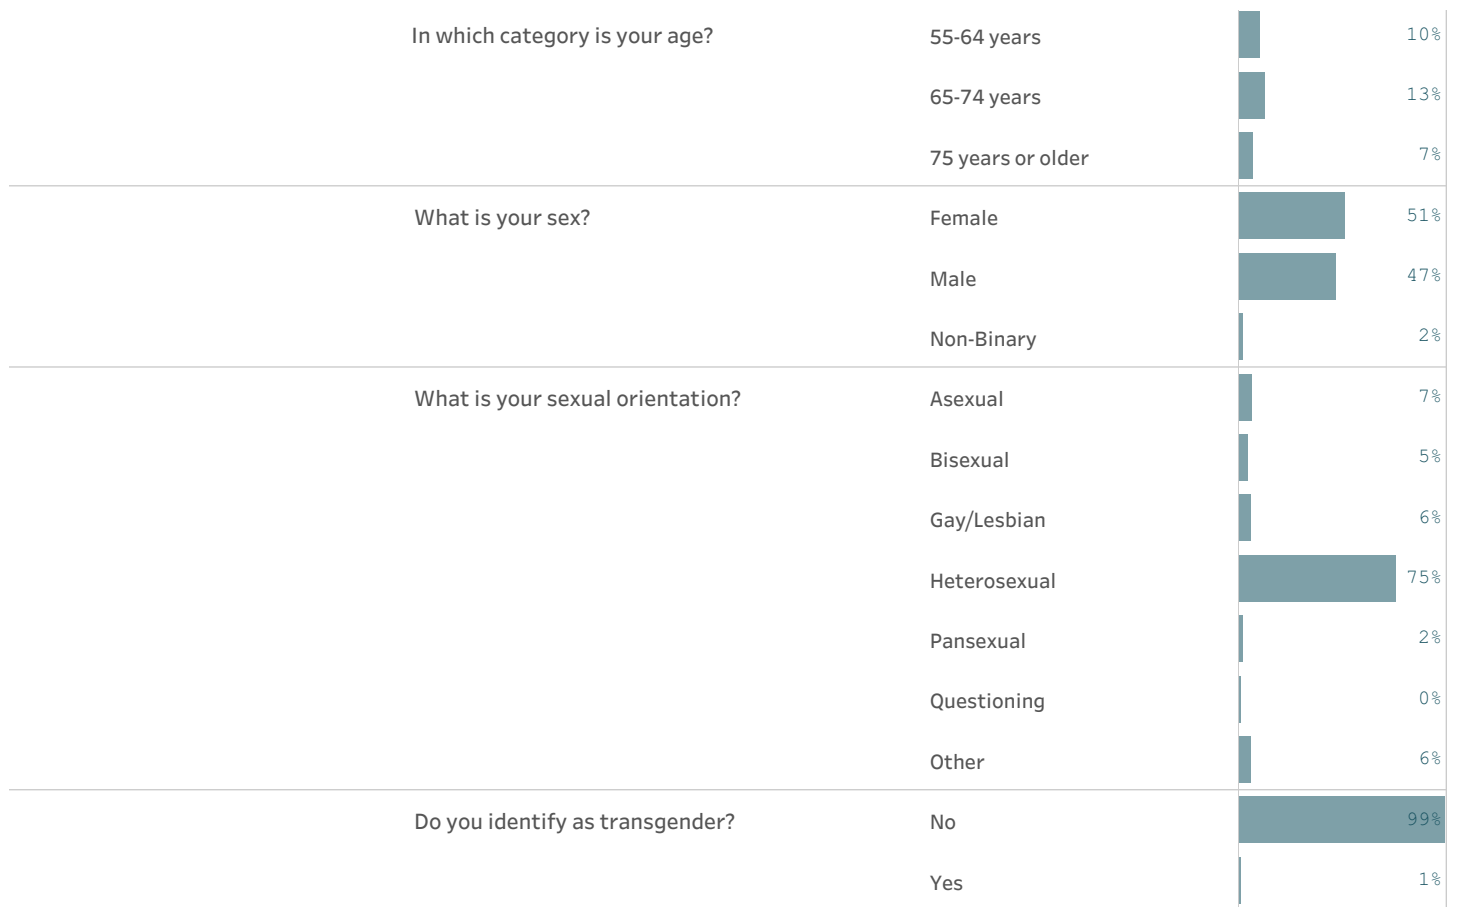 In which category is your age? 55-64 years 10%
65-74 years 13%
75 years or older 7%
What is your sex? Female 51%
Male 47%
Non-Binary 2%
What is your sexual orientation? Asexual 7%
Bisexual 5%
Gay/Lesbian 6%
Heterosexual 75%
Pansexual 2%
Questioning 0%
Other 6%
Do you identify as transgender? No 99%
Yes 1%